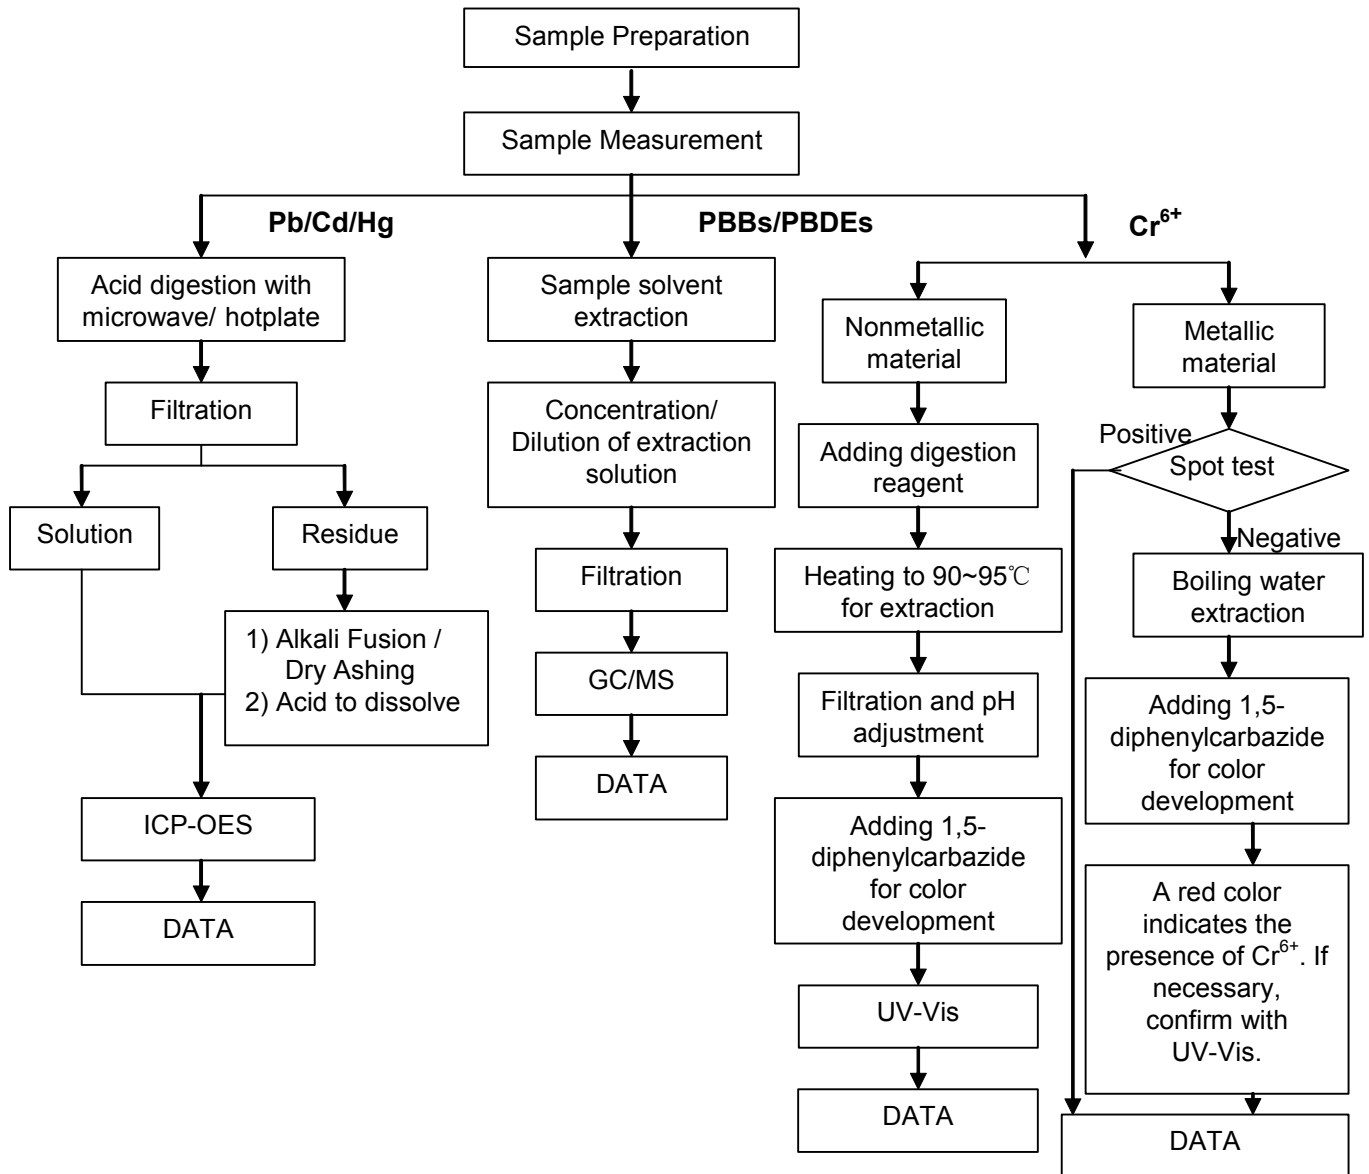 Sample Preparation
Sample Measurement
Pb/Cd/Hg
PBBs/PBDEs
Cr⁶⁺
Acid digestion with
microwave/ hotplate
Filtration
Solution
Residue
1) Alkali Fusion /
Dry Ashing
2) Acid to dissolve
ICP-OES
DATA
Sample solvent
extraction
Concentration/
Dilution of extraction
solution
Filtration
GC/MS
DATA
Nonmetallic
material
Adding digestion
reagent
Heating to 90~95℃
for extraction
Filtration and pH
adjustment
Adding 1,5-
diphenylcarbazide
for color
development
UV-Vis
DATA
Metallic
material
Positive
Spot test
Negative
Boiling water
extraction
Adding 1,5-
diphenylcarbazide
for color
development
A red color
indicates the
presence of Cr⁶⁺. If
necessary,
confirm with
UV-Vis.
DATA